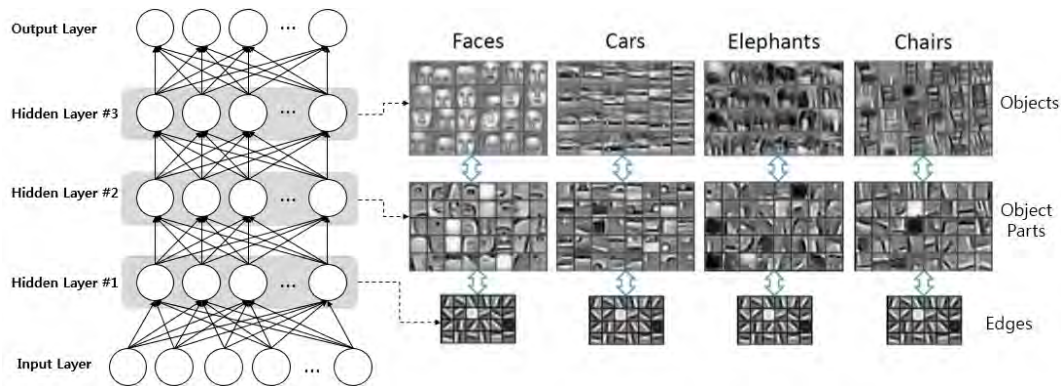 Output Layer
...
Hidden Layer #3
...
Hidden Layer #2
...
Hidden Layer #1
...
Input Layer
...
Faces
Cars
Elephants
Chairs
Objects
Object
Parts
Edges